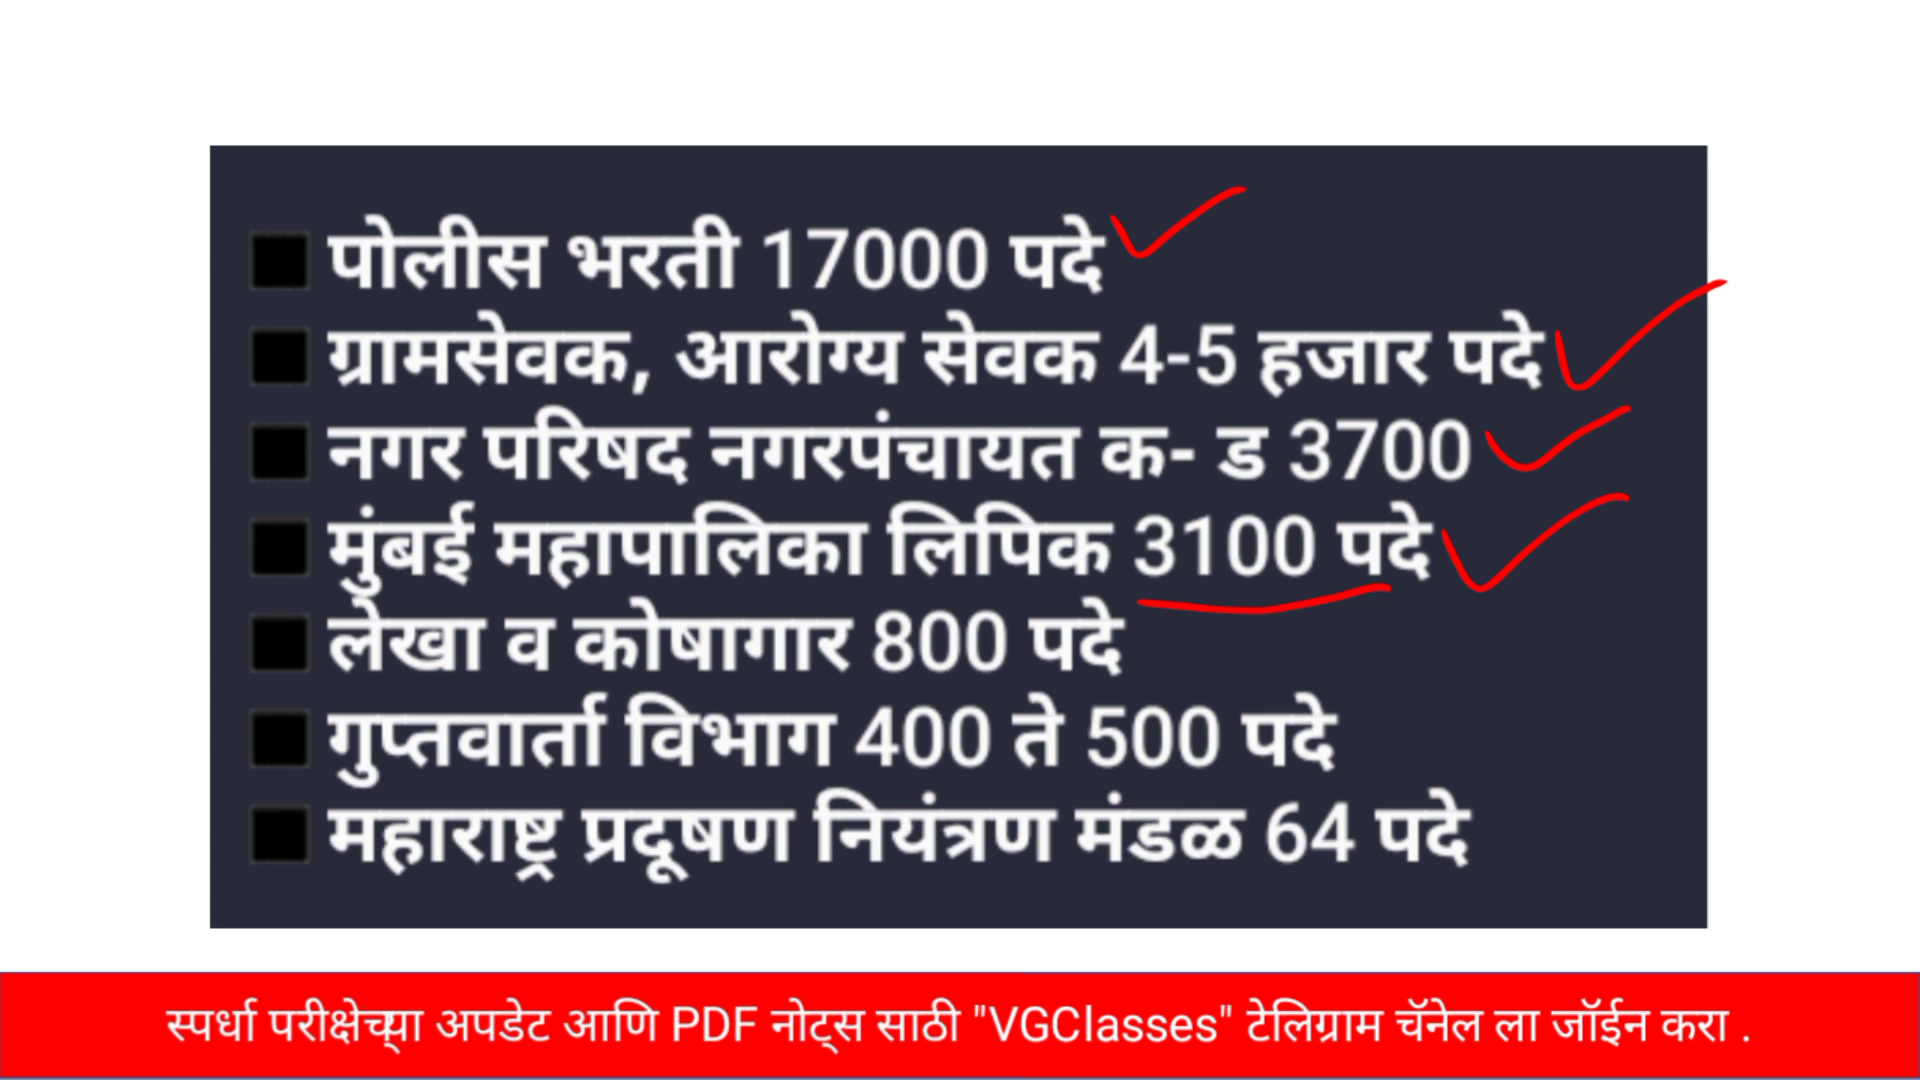 ■ पोलीस भरती 17000 पदे
■ ग्रामसेवक, आरोग्य सेवक 4-5 हजार पदे
■ नगर परिषद नगरपंचायत क- ड 3700
■ मुंबई महापालिका लिपिक 3100 पदे
■ लेखा व कोषागार 800 पदे
■ गुप्तवार्ता विभाग 400 ते 500 पदे
■ महाराष्ट्र प्रदूषण नियंत्रण मंडळ 64 पदे
स्पर्धा परीक्षेच्या अपडेट आणि PDF नोट्स साठी "VGClasses" टेलिग्राम चॅनेल ला जॉईन करा .